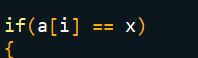 if(a[i] == x)
{